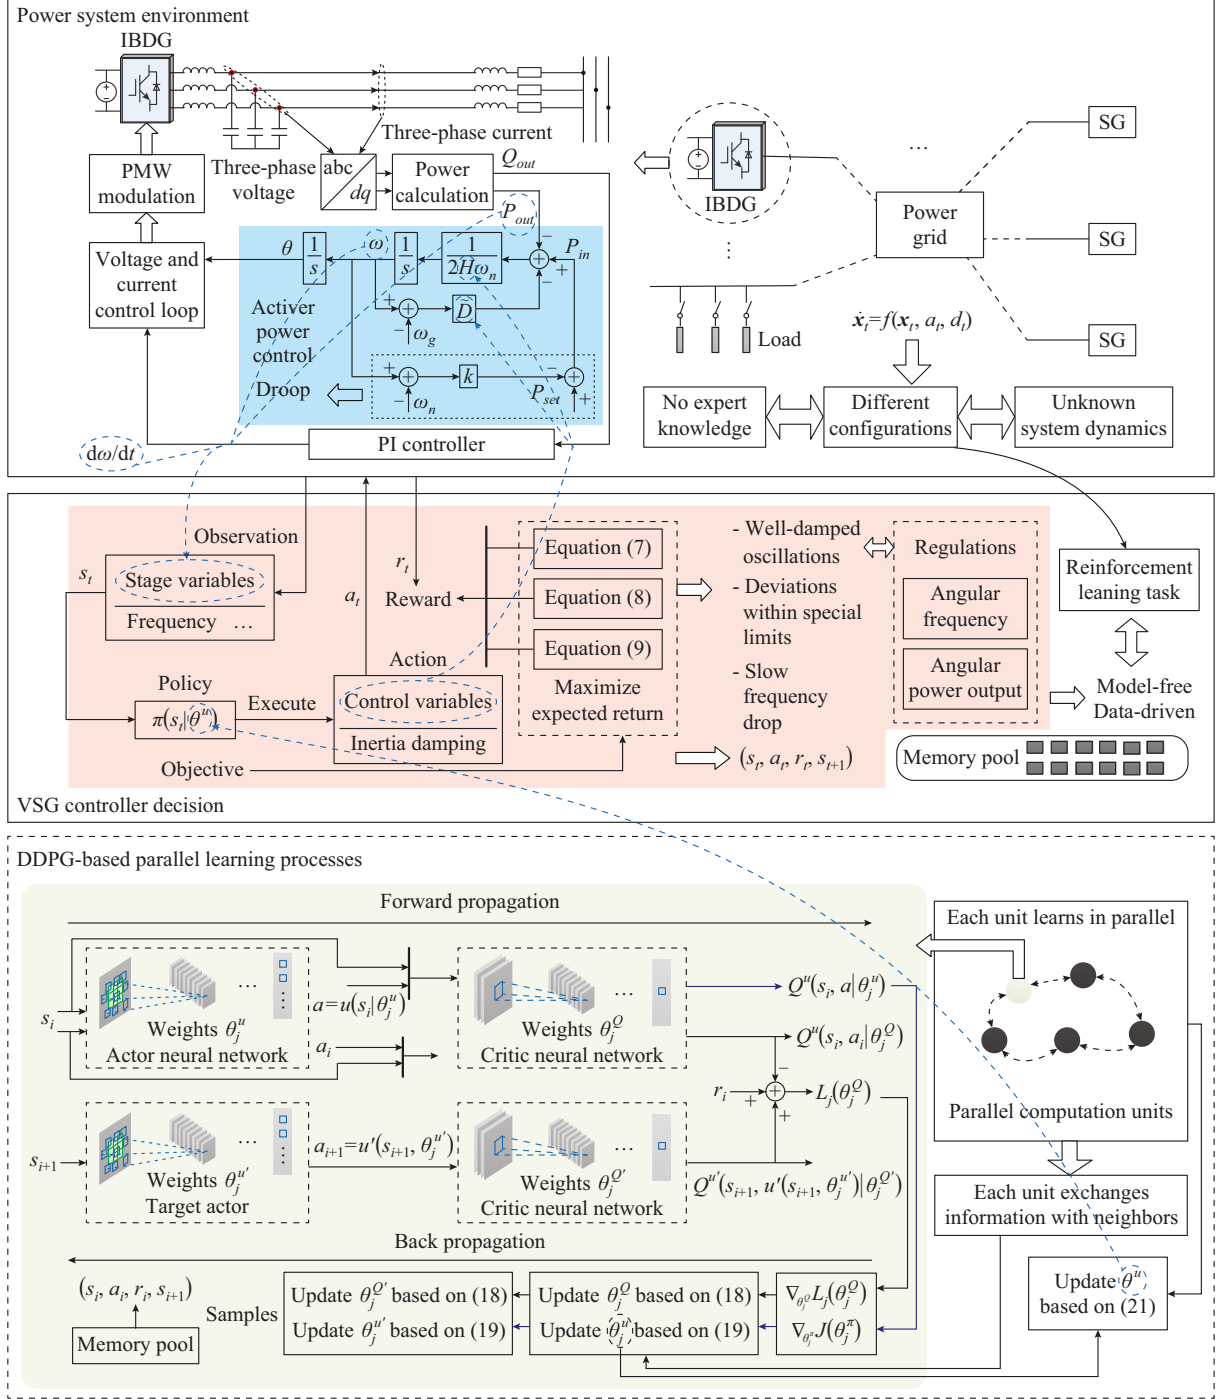 Power system environment
IBDG
Three-phase current
Three-phase voltage
abc
dq
Power calculation
Q_out
PMW modulation
P_out
Voltage and current control loop
θ
1/s
ω
1/s
1/(2Hω_n)
−
+
−
P_in
Activer power control
+
−
ω_g
D̃
Droop
+
−
ω_n
k
P_set
−
+
PI controller
dω/dt
IBDG
...
⋮
Power grid
SG
SG
SG
Load
ẋ_t=f(x_t, a_t, d_t)
No expert knowledge
Different configurations
Unknown system dynamics
Observation
s_t
Stage variables
Frequency ...
a_t
r_t
Reward
Equation (7)
Equation (8)
Equation (9)
Maximize expected return
- Well-damped oscillations
- Deviations within special limits
- Slow frequency drop
Regulations
Angular frequency
Angular power output
Reinforcement leaning task
Model-free
Data-driven
Policy
π(s_t|θ^u)
Execute
Action
Control variables
Inertia damping
Objective
(s_t, a_t, r_t, s_{t+1})
Memory pool
VSG controller decision
DDPG-based parallel learning processes
Forward propagation
s_i
...
⋮
Weights θ_j^u
Actor neural network
a=u(s_i|θ_j^u)
a_i
...
Weights θ_j^Q
Critic neural network
Q^u(s_i, a|θ_j^u)
Q^u(s_i, a_i|θ_j^Q)
−
r_i
+
+
L_j(θ_j^Q)
s_{i+1}
...
⋮
Weights θ_j^{u'}
Target actor
a_{i+1}=u'(s_{i+1}, θ_j^{u'})
...
Weights θ_j^{Q'}
Critic neural network
Q^{u'}(s_{i+1}, u'(s_{i+1}, θ_j^{u'})|θ_j^{Q'})
Back propagation
(s_i, a_i, r_i, s_{i+1})
Memory pool
Samples
Update θ_j^{Q'} based on (18)
Update θ_j^{u'} based on (19)
Update θ_j^Q based on (18)
Update θ_j^u based on (19)
∇_{θ_j^Q} L_j(θ_j^Q)
∇_{θ_j^π} J(θ_j^π)
Each unit learns in parallel
Parallel computation units
Each unit exchanges information with neighbors
Update θ^u
based on (21)